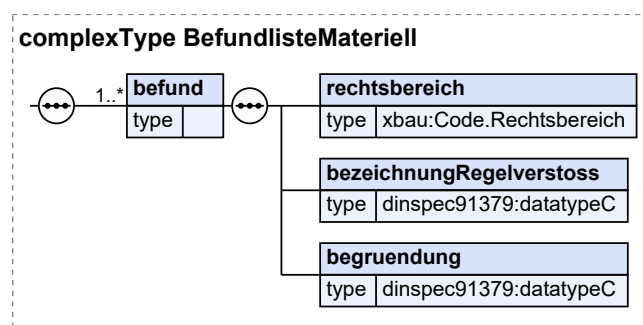 complexType BefundlisteMateriell
1..*
befund
type
rechtsbereich
type xbau:Code.Rechtsbereich
bezeichnungRegelverstoss
type dinspec91379:datatypeC
begruendung
type dinspec91379:datatypeC